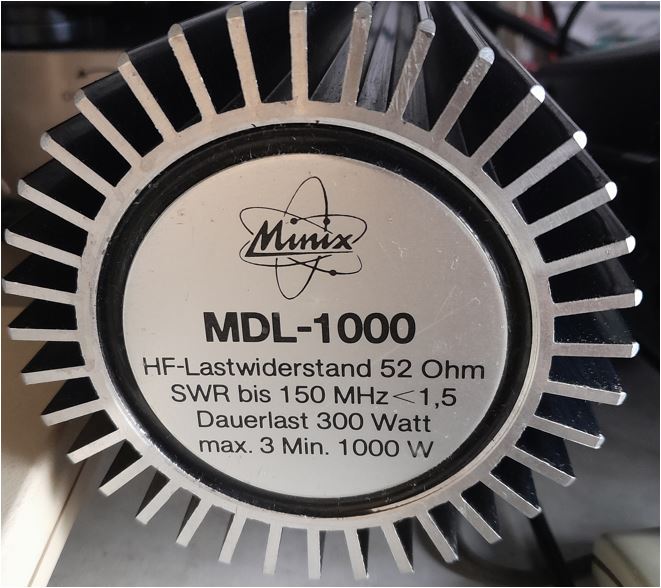 Minix
MDL-1000
HF-Lastwiderstand 52 Ohm
SWR bis 150 MHz<1,5
Dauerlast 300 Watt
max. 3 Min. 1000 W